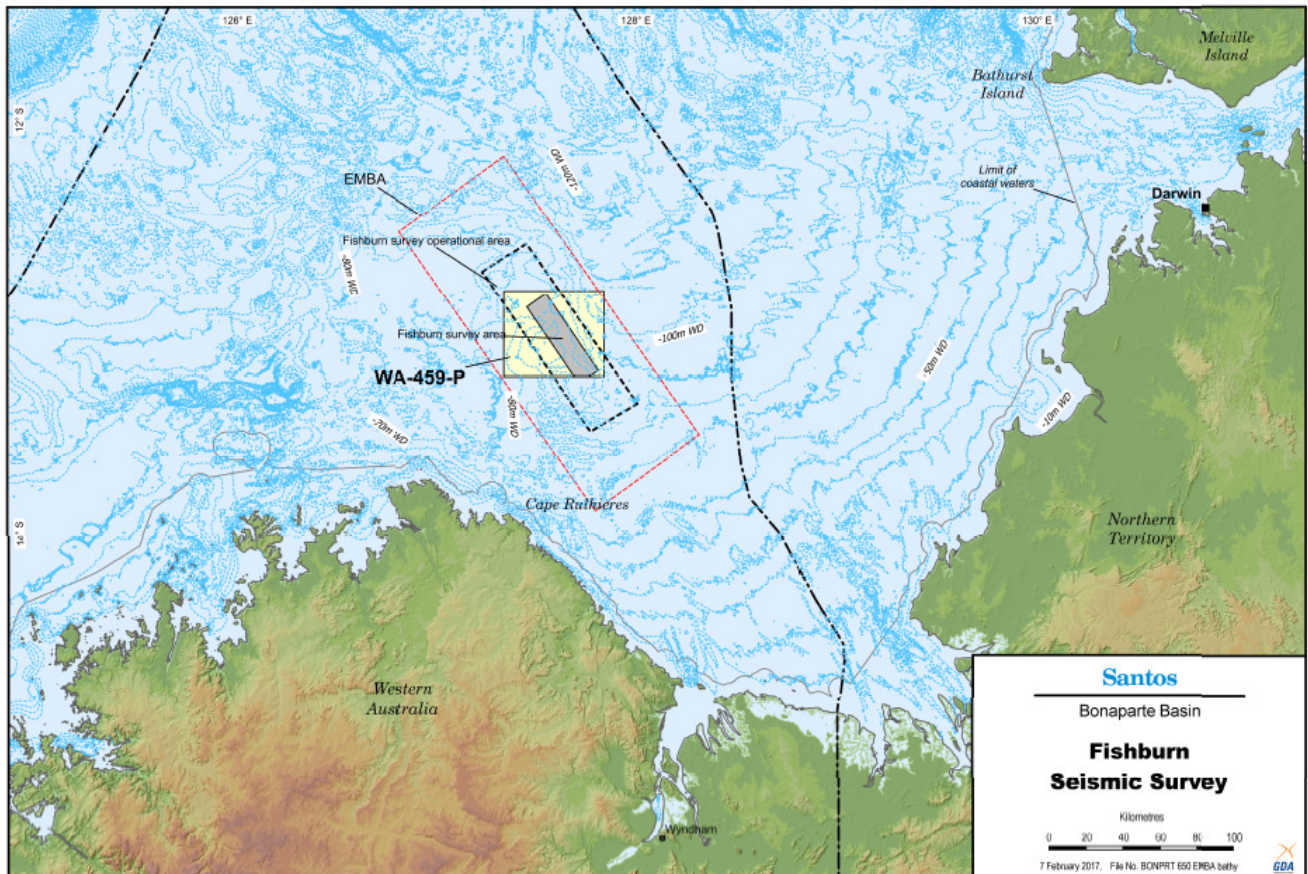 126° E
128° E
130° E
Melville
Island
Bathurst
Island
12° S
-120m WD
EMBA
Limit of
coastal waters
Darwin
Fishburn survey operational area
-80m WD
Fishburn survey area
-100m WD
WA-459-P
-50m WD
-80m WD
-10m WD
-70m WD
Cape Rulhieres
14° S
Northern
Territory
Western
Australia
Wyndham
Santos
Bonaparte Basin
Fishburn
Seismic Survey
Kilometres
0 20 40 60 80 100
7 February 2017. File No. BONPRT 650 EMBA bathy
GDA